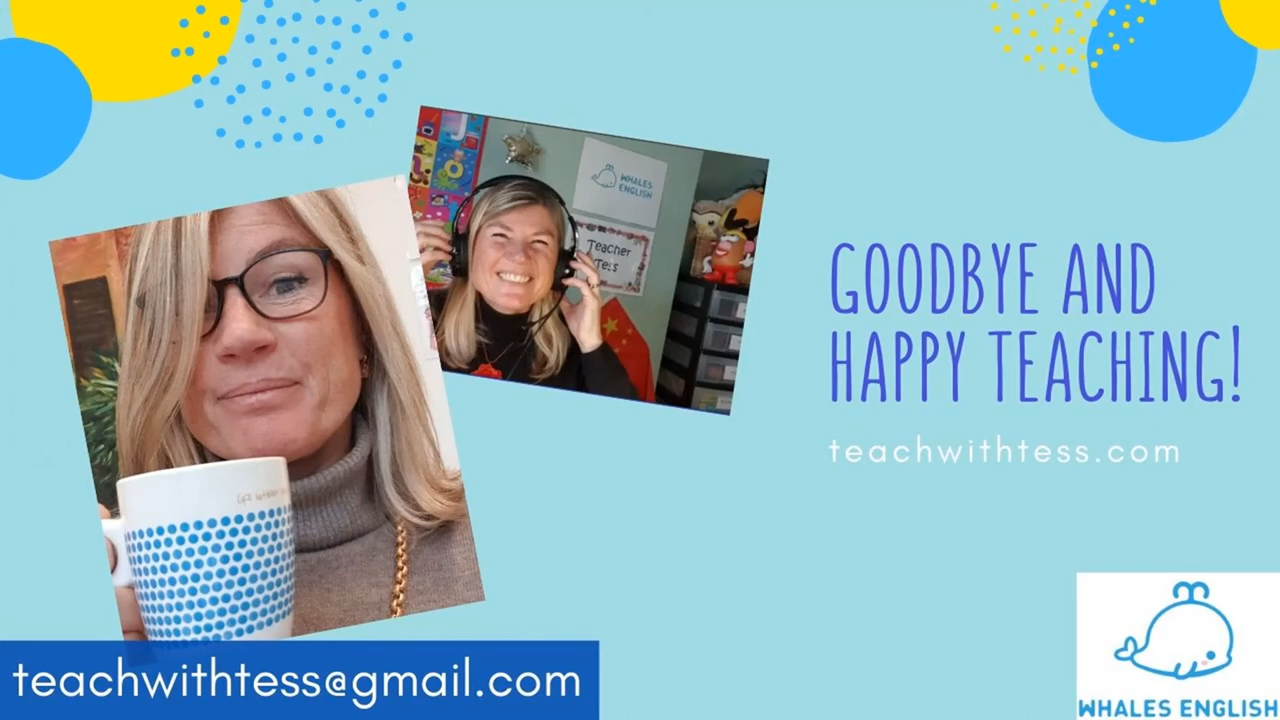 WHALES
ENGLISH
Teacher
Tess
GOODBYE AND
HAPPY TEACHING!
teachwithtess.com
teachwithtess@gmail.com
WHALES ENGLISH